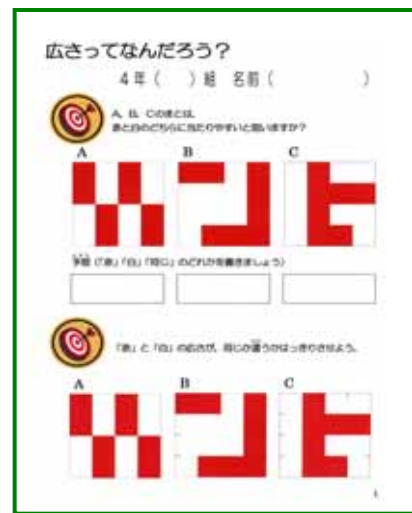 広さってなんだろう？
4年（　　）組　名前（　　　　　　　）
A、B、Cのまとは、
赤と白のどちらに当たりやすいと思いますか？
A B C
予想（「赤」「白」「同じ」のどれかを書きましょう）
「赤」と「白」の広さが、同じか違うかはっきりさせよう。
A B C